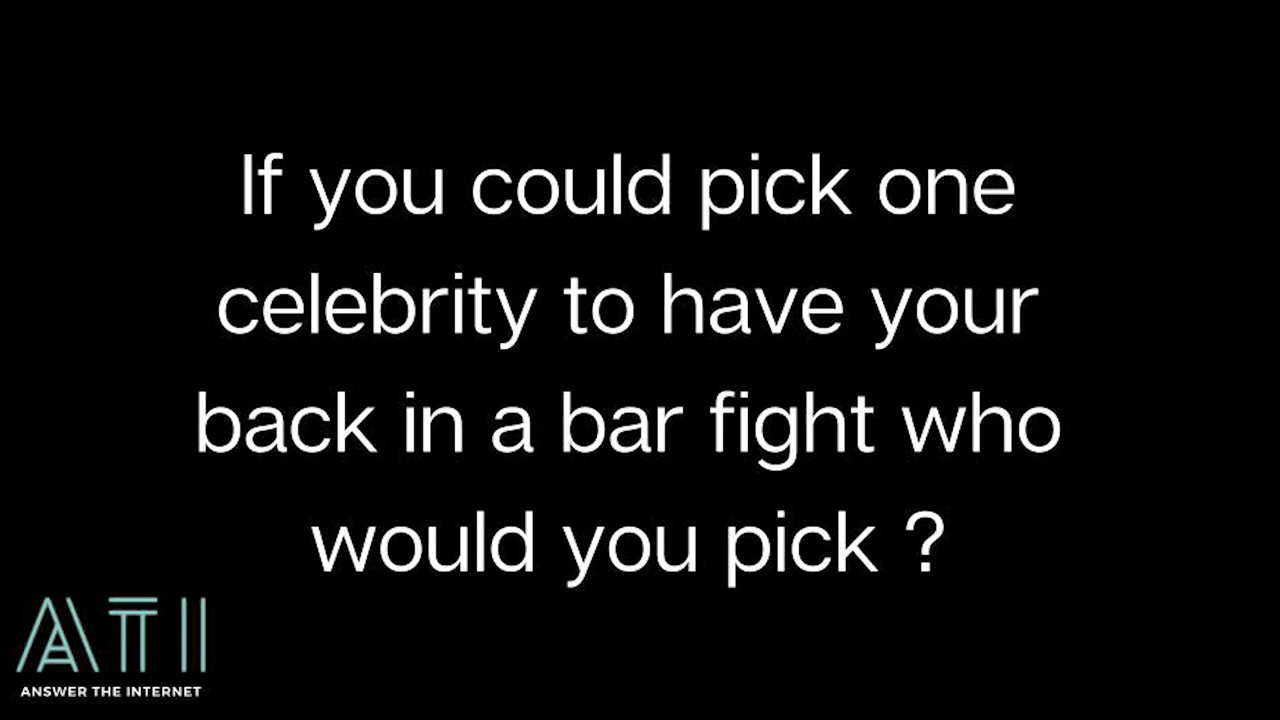 If you could pick one
celebrity to have your
back in a bar fight who
would you pick ?
ATI
ANSWER THE INTERNET